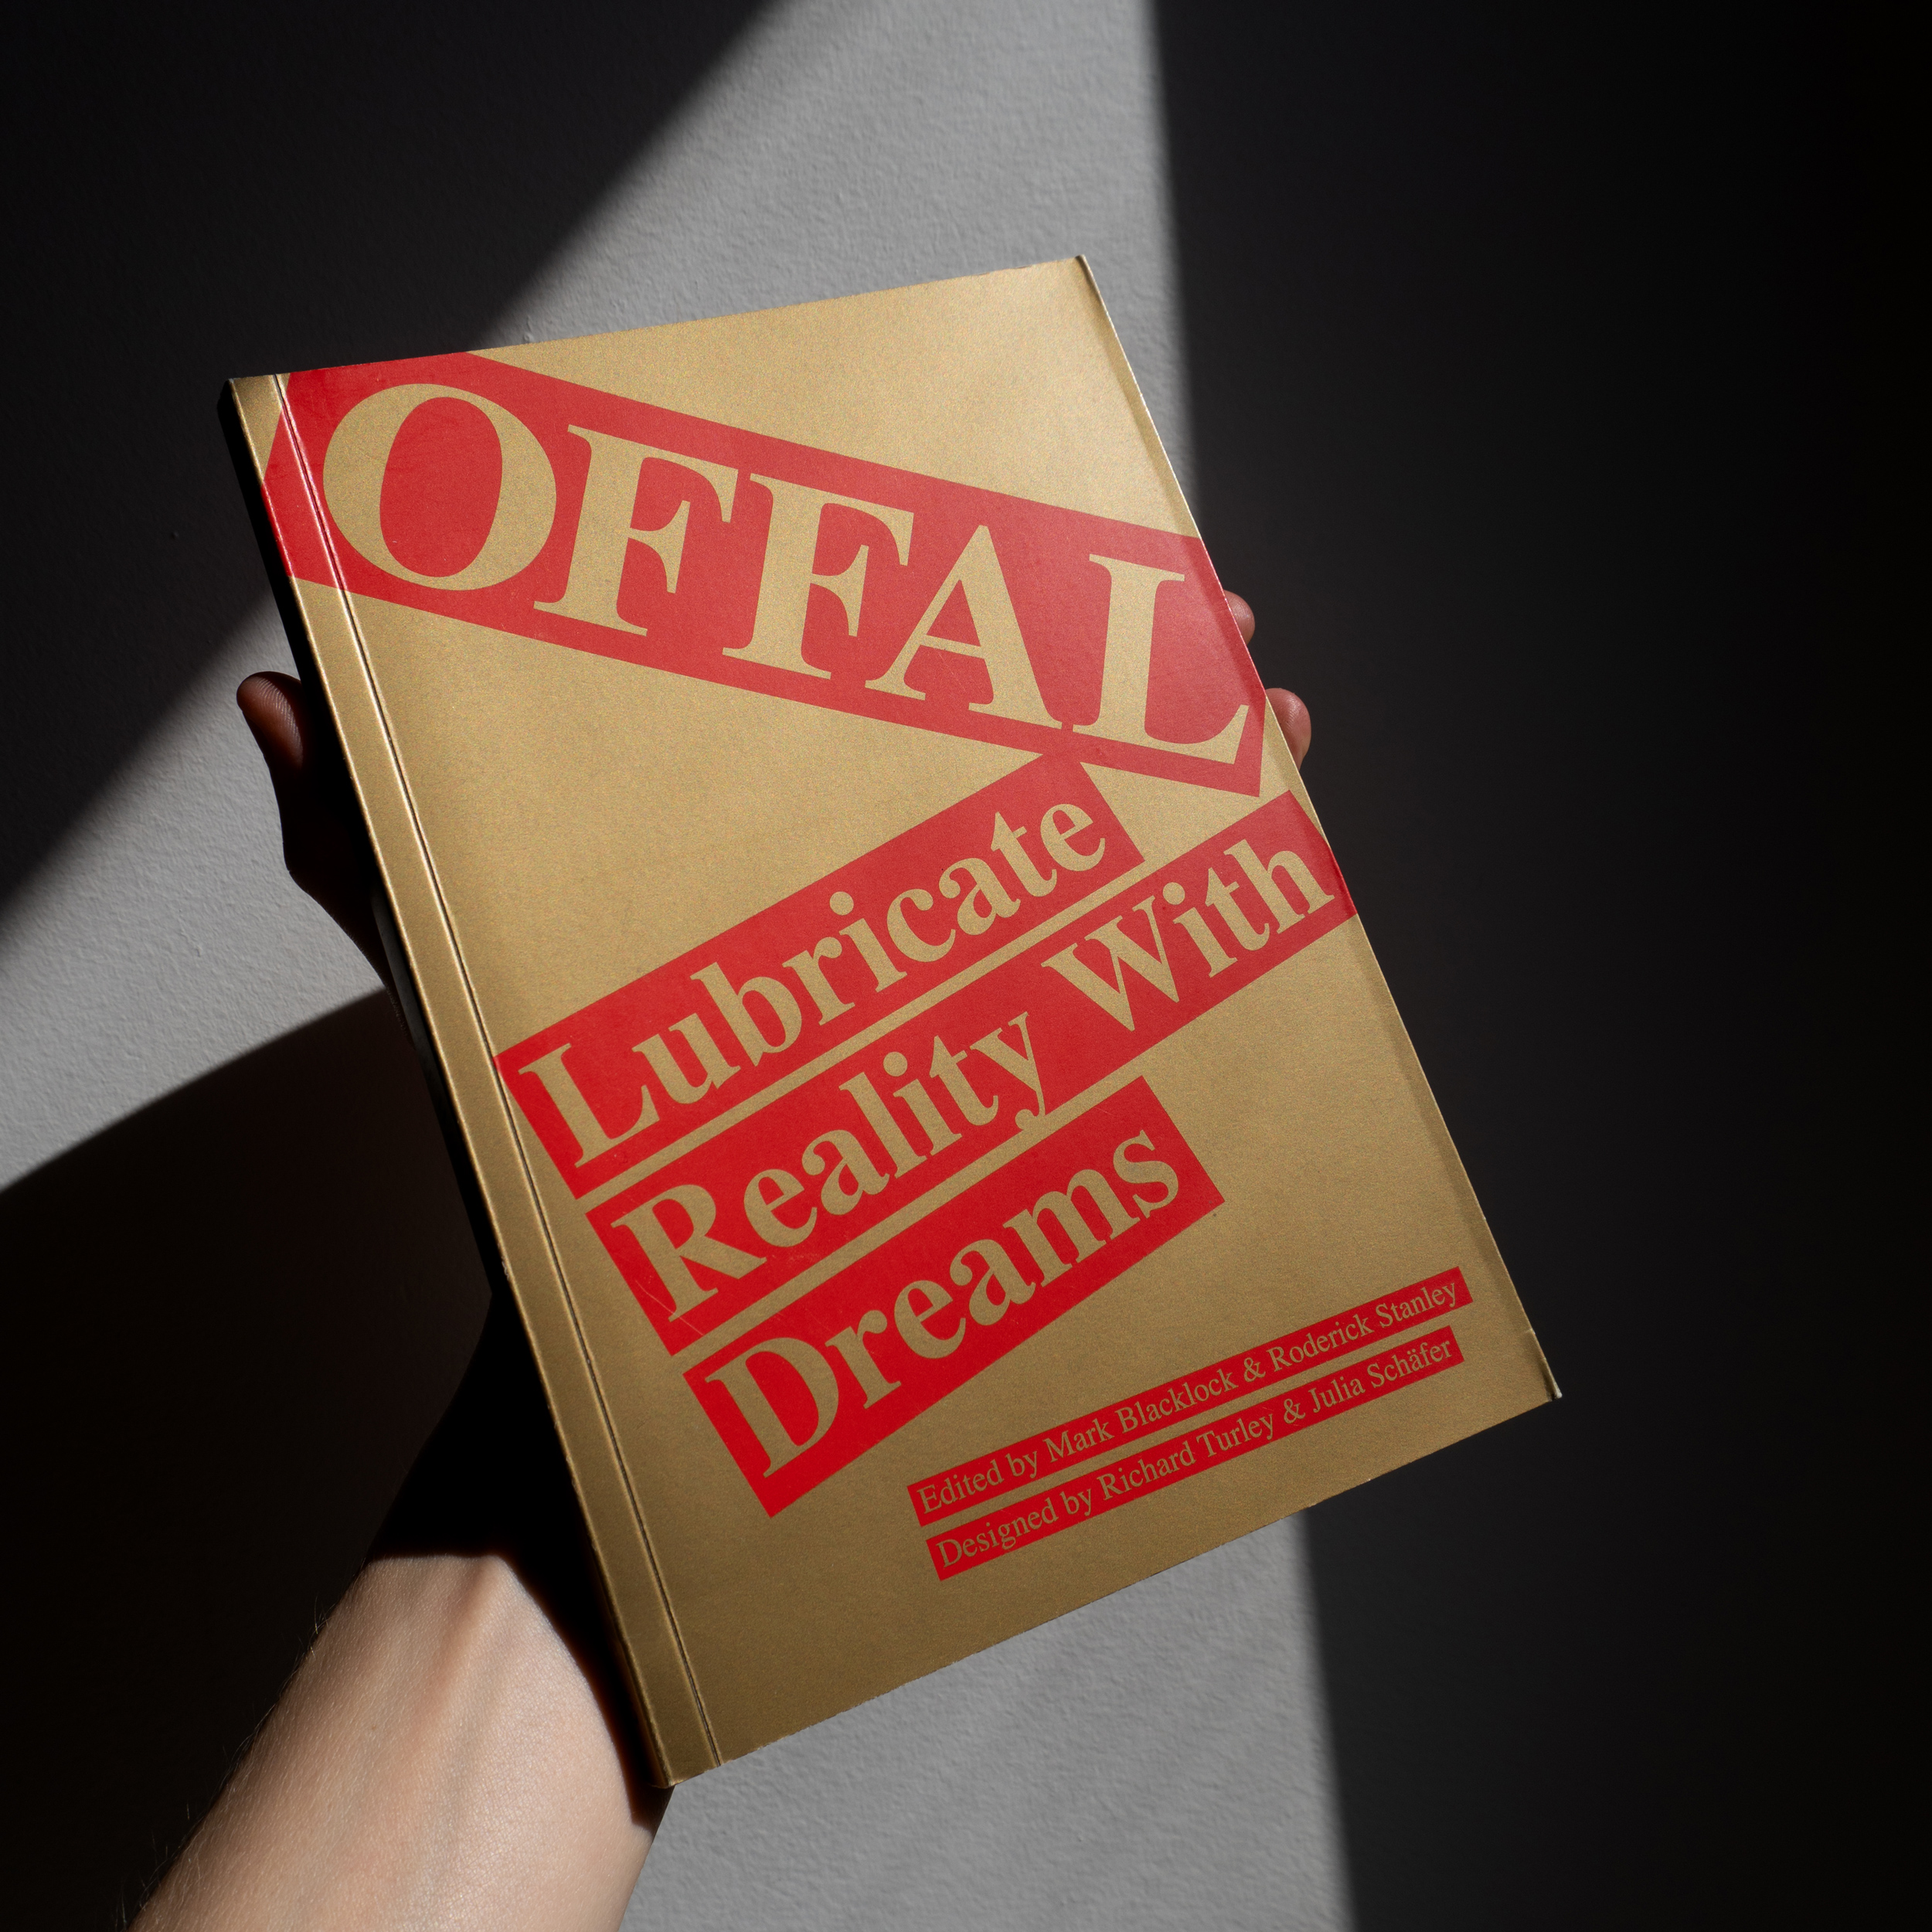 OFFAL
Lubricate
Reality With
Dreams
Edited by Mark Blacklock & Roderick Stanley
Designed by Richard Turley & Julia Schäfer